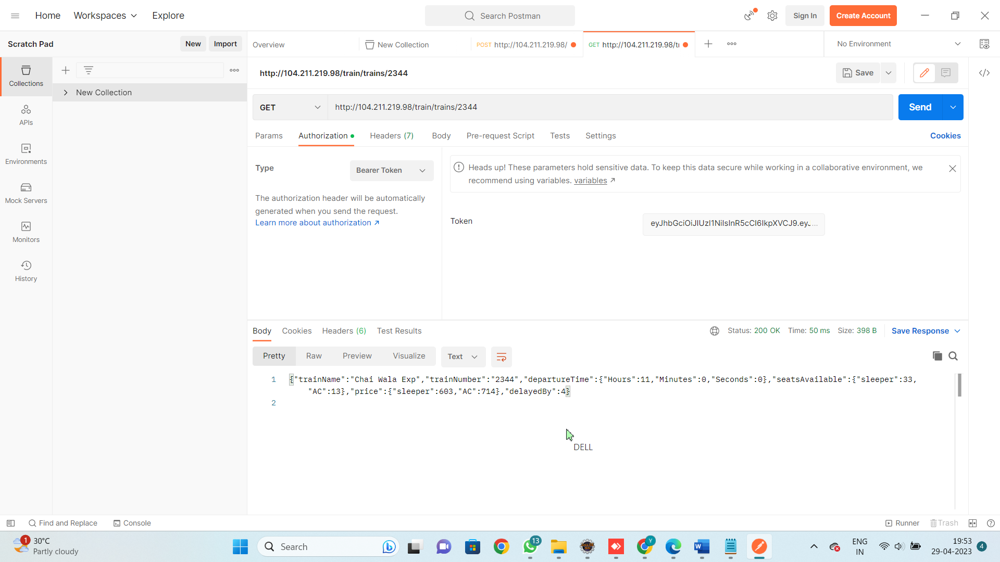 Home Workspaces Explore Search Postman Sign In Create Account
Scratch Pad New Import Overview New Collection POST http://104.211.219.98/ GET http://104.211.219.98/tr No Environment
http://104.211.219.98/train/trains/2344 Save
Collections
New Collection
APIs
Environments
Mock Servers
Monitors
History
GET http://104.211.219.98/train/trains/2344 Send
Params Authorization Headers (7) Body Pre-request Script Tests Settings Cookies
Type Bearer Token
The authorization header will be automatically
generated when you send the request.
Learn more about authorization ↗
Heads up! These parameters hold sensitive data. To keep this data secure while working in a collaborative environment, we
recommend using variables. variables ↗
Token eyJhbGciOiJIUzI1NiIsInR5cCI6IkpXVCJ9.eyJ...
Body Cookies Headers (6) Test Results Status: 200 OK Time: 50 ms Size: 398 B Save Response
Pretty Raw Preview Visualize Text
1 {"trainName":"Chai Wala Exp","trainNumber":"2344","departureTime":{"Hours":11,"Minutes":0,"Seconds":0},"seatsAvailable":{"sleeper":33,
"AC":13},"price":{"sleeper":603,"AC":714},"delayedBy":4}
2
DELL
Find and Replace Console Runner Trash
1 30°C
Partly cloudy
Search
13
Y
ENG
IN
19:53
29-04-2023
4